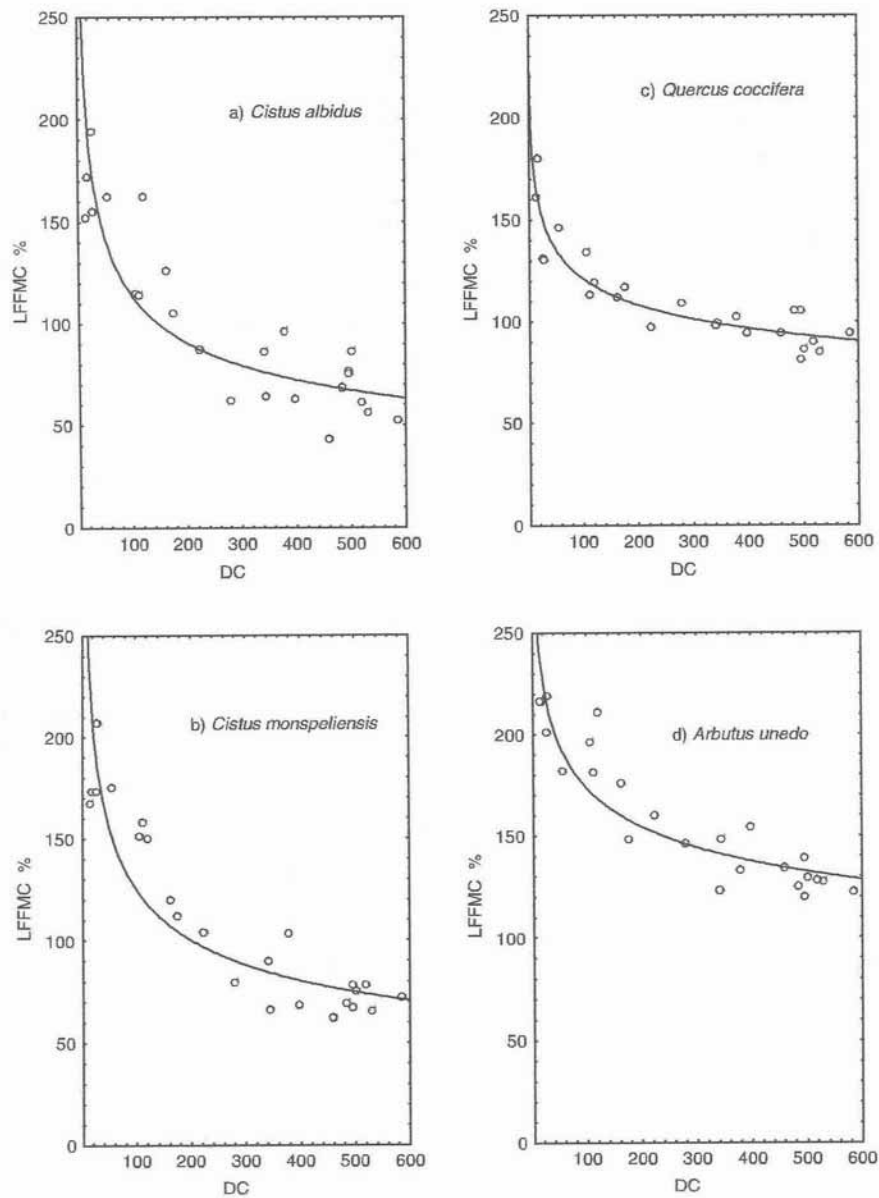 250
200
150
100
50
0
LFFMC %
a) Cistus albidus
100 200 300 400 500 600
DC
250
200
150
100
50
0
LFFMC %
c) Quercus coccifera
100 200 300 400 500 600
DC
250
200
150
100
50
0
LFFMC %
b) Cistus monspeliensis
100 200 300 400 500 600
DC
250
200
150
100
50
0
LFFMC %
d) Arbutus unedo
100 200 300 400 500 600
DC